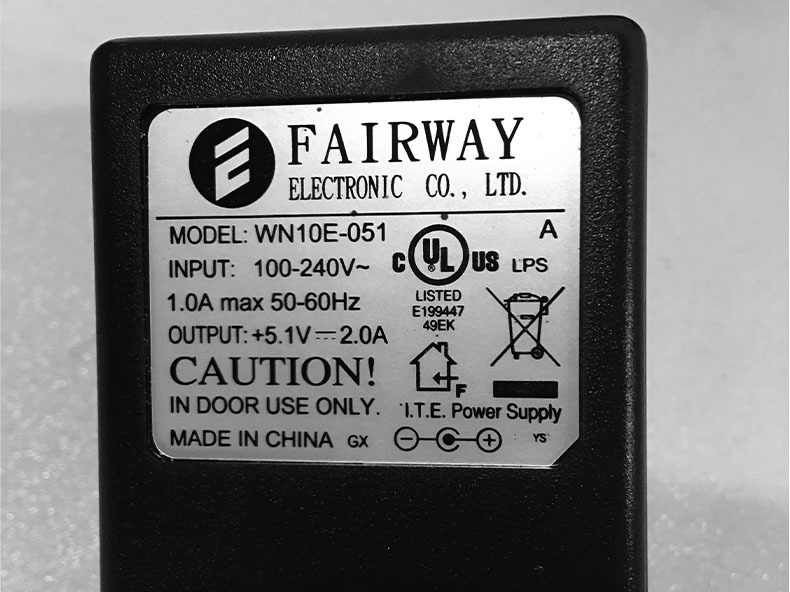 FAIRWAY
ELECTRONIC CO., LTD.
MODEL: WN10E-051
INPUT: 100-240V~
1.0A max 50-60Hz
OUTPUT: +5.1V⎓2.0A
CAUTION!
IN DOOR USE ONLY.
MADE IN CHINA GX
A
C UL® US LPS
LISTED
E199447
49EK
F
I.T.E. Power Supply
YS